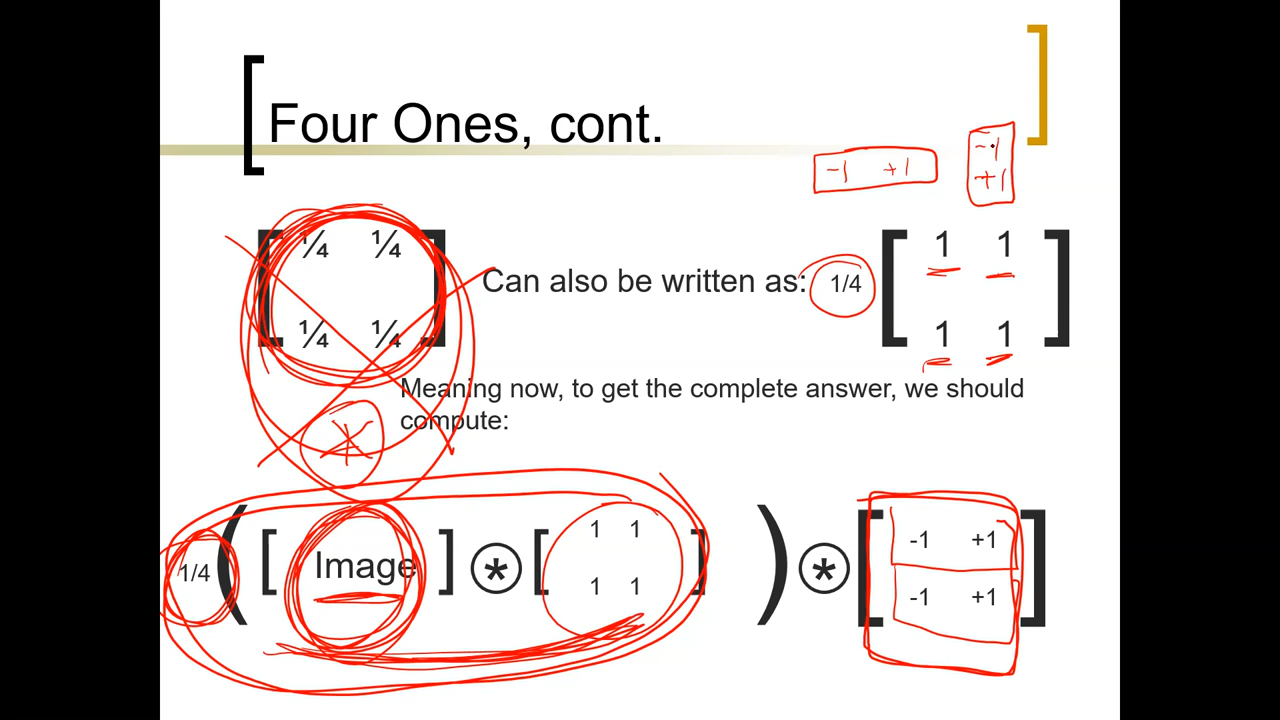 Four Ones, cont.
-1 +1
-1
+1
¼ ¼
¼ ¼
Can also be written as: 1/4
1 1
1 1
Meaning now, to get the complete answer, we should
compute:
*
1/4 ( [ Image ] ⊛ [ 1 1
1 1 ] ) ⊛ [ -1 +1
-1 +1 ]